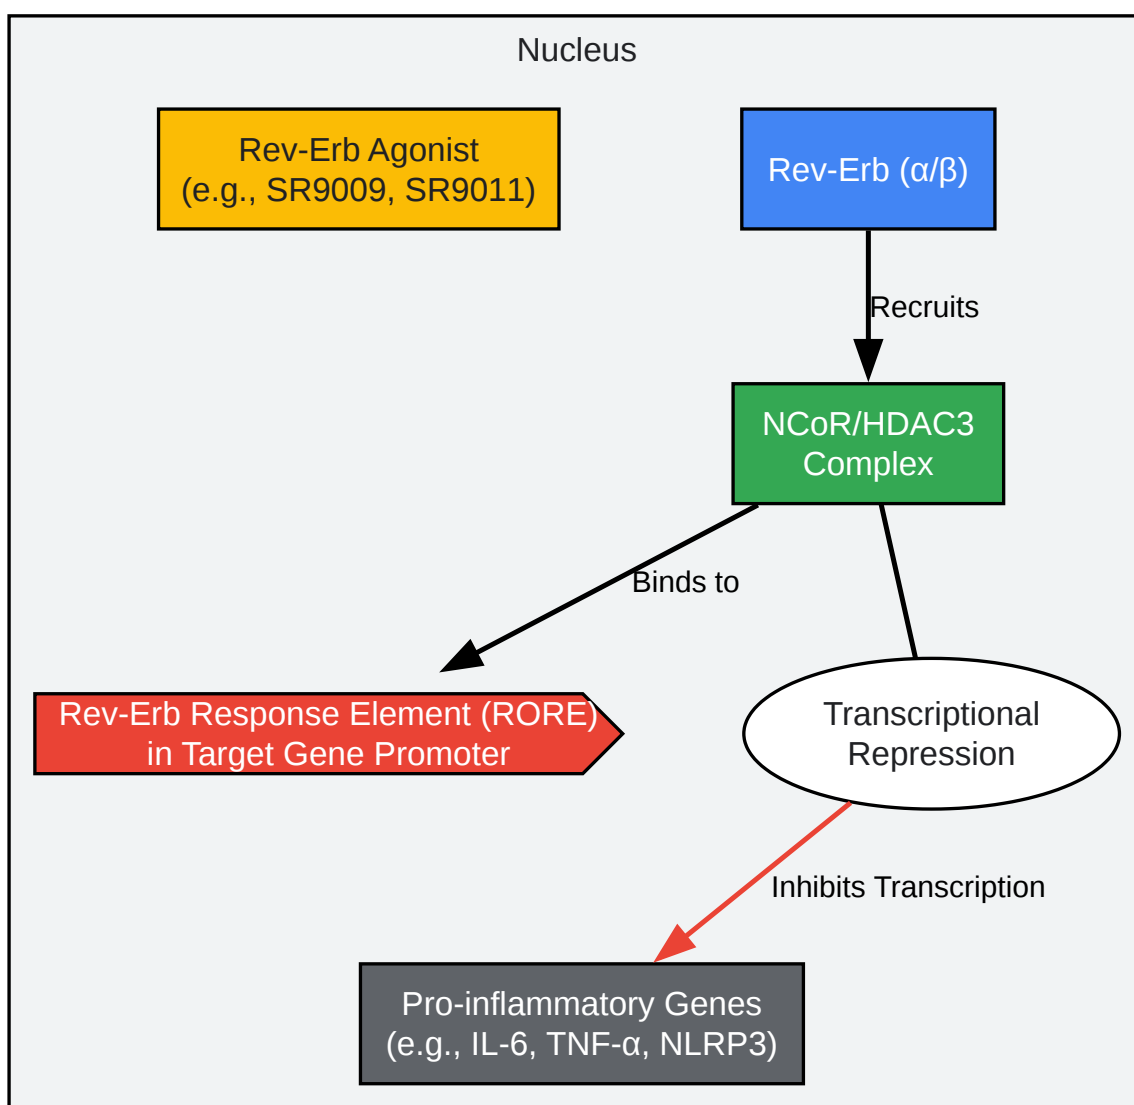 Nucleus
Rev-Erb Agonist
(e.g., SR9009, SR9011)
Rev-Erb (α/β)
Recruits
NCoR/HDAC3
Complex
Binds to
Rev-Erb Response Element (RORE)
in Target Gene Promoter
Transcriptional
Repression
Inhibits Transcription
Pro-inflammatory Genes
(e.g., IL-6, TNF-α, NLRP3)